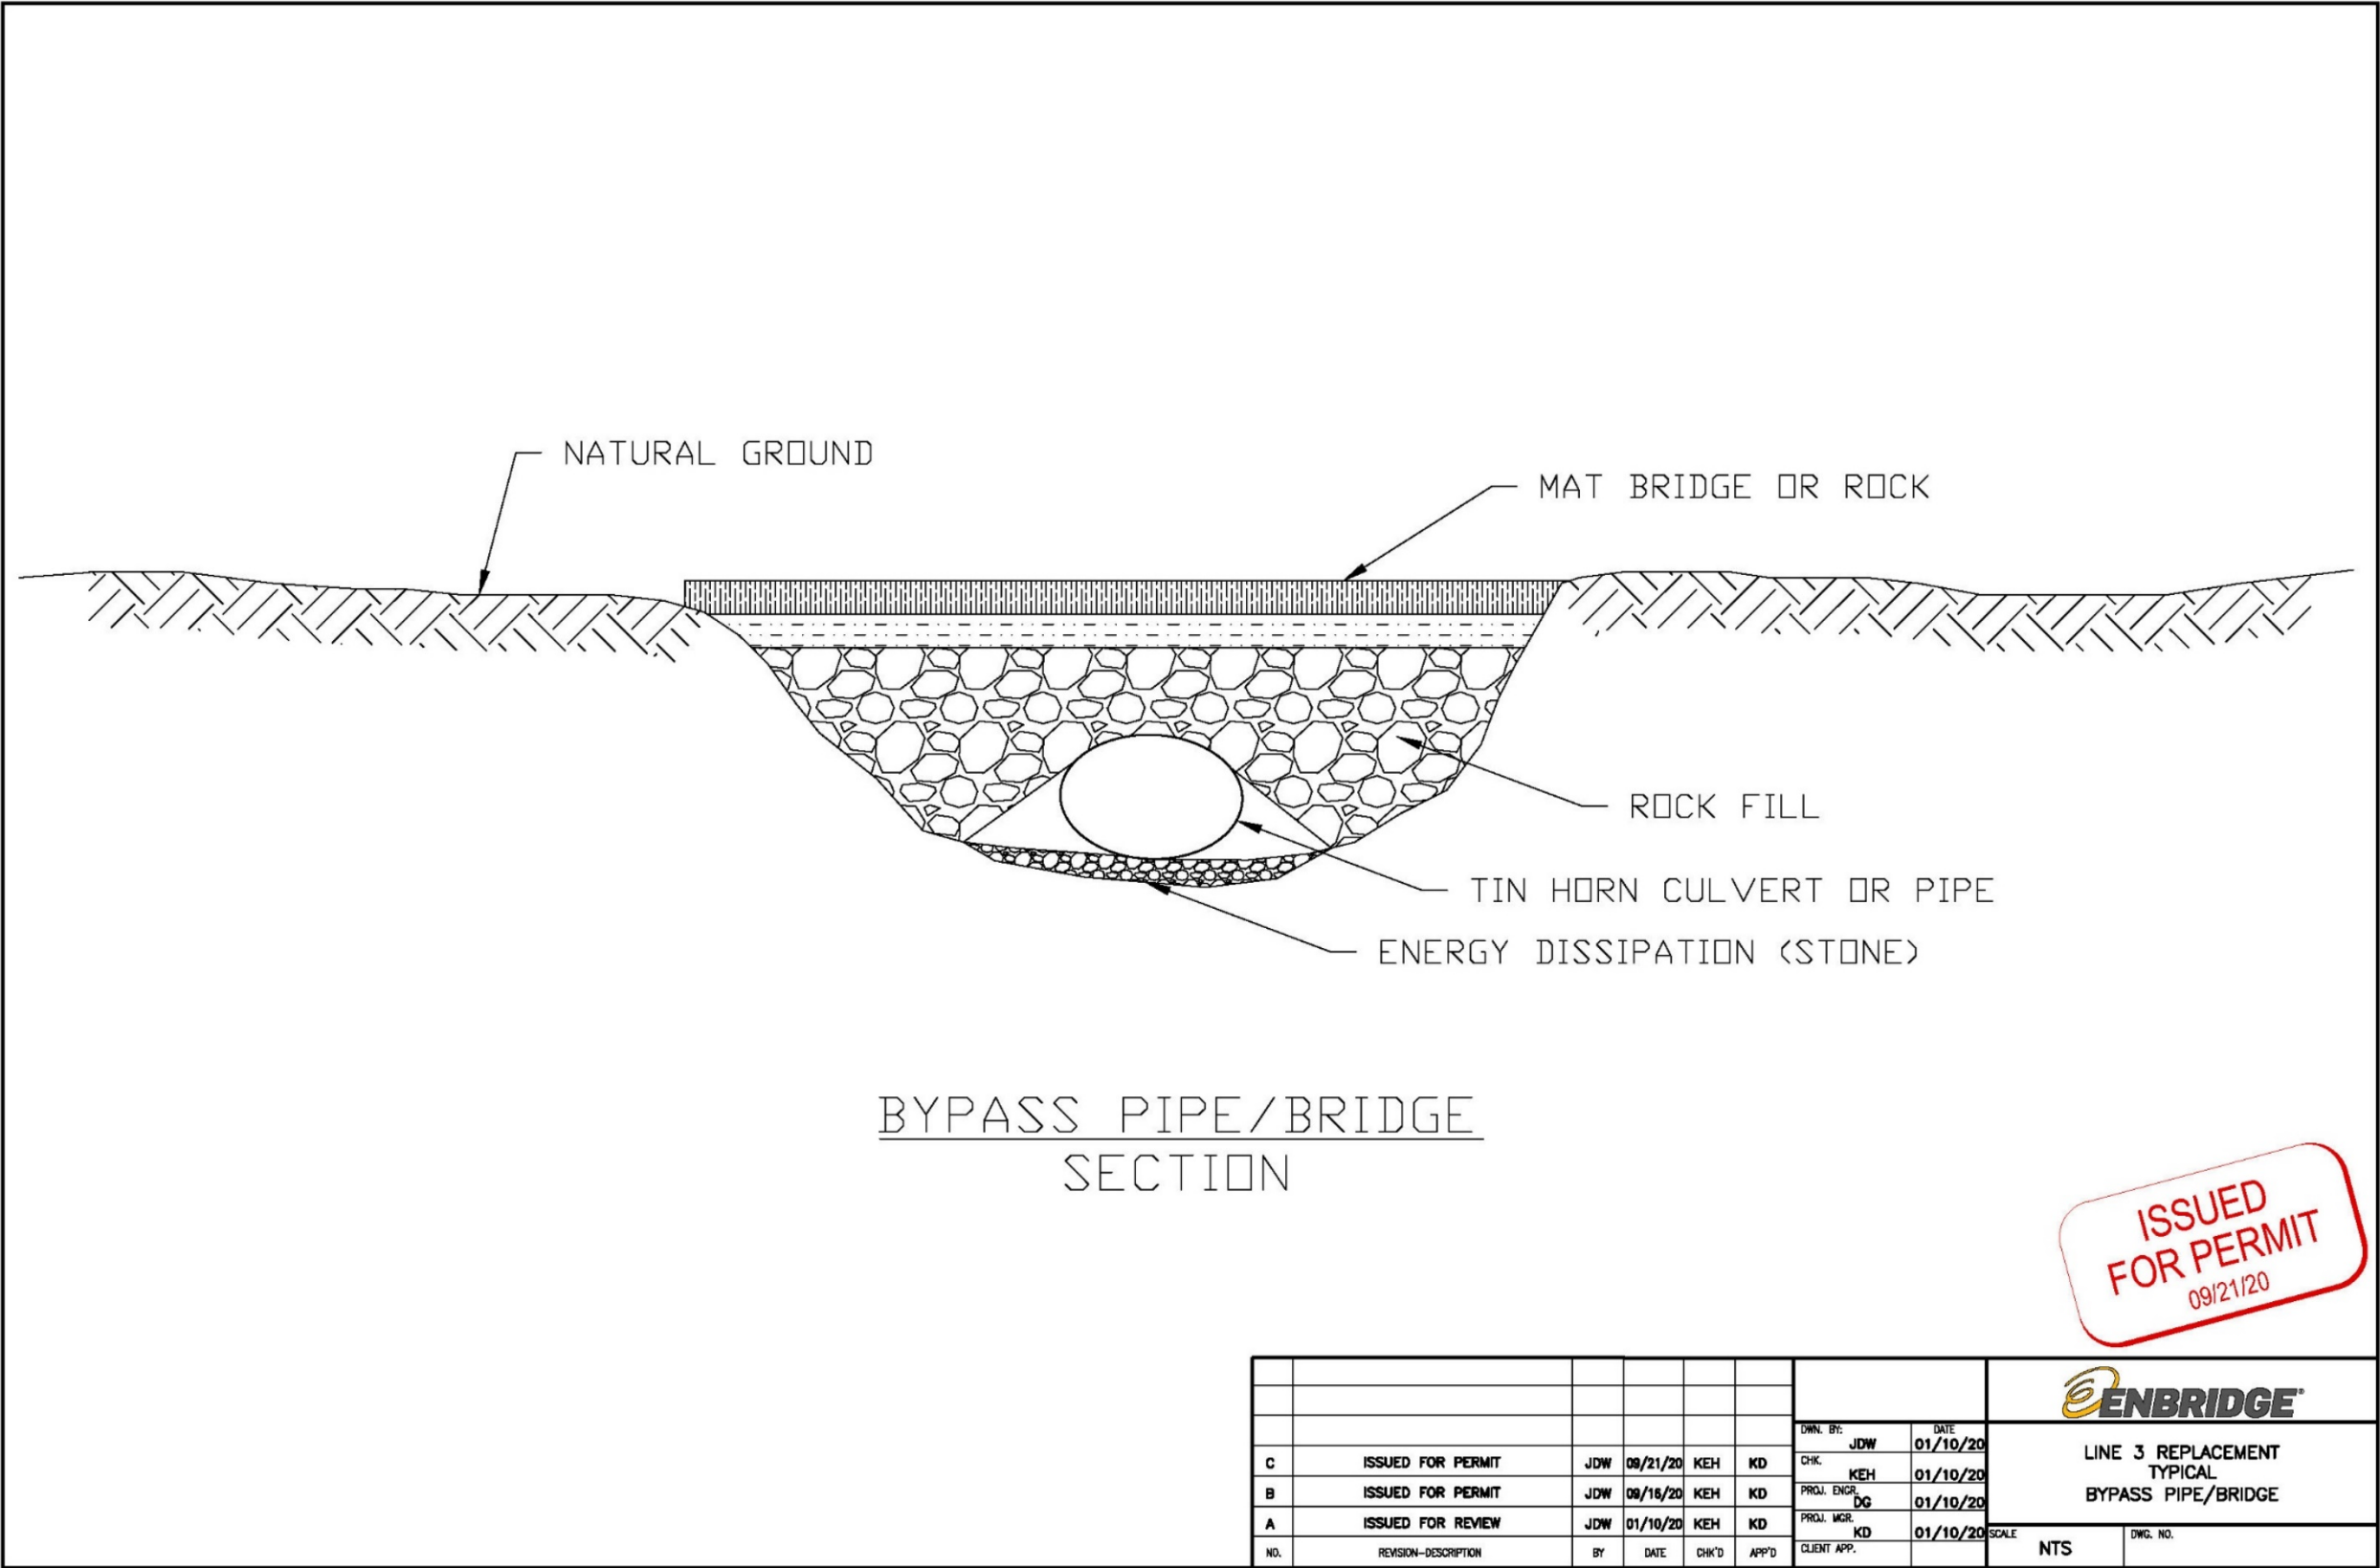 NATURAL GROUND
MAT BRIDGE OR ROCK
ROCK FILL
TIN HORN CULVERT OR PIPE
ENERGY DISSIPATION (STONE)
BYPASS PIPE/BRIDGE
SECTION
ISSUED
FOR PERMIT
09/21/20
C ISSUED FOR PERMIT JDW 09/21/20 KEH KD
B ISSUED FOR PERMIT JDW 09/16/20 KEH KD
A ISSUED FOR REVIEW JDW 01/10/20 KEH KD
NO. REVISION-DESCRIPTION BY DATE CHK'D APP'D
DWN. BY: DATE
JDW 01/10/20
CHK.
KEH 01/10/20
PROJ. ENGR.
DG 01/10/20
PROJ. MGR.
KD 01/10/20
CLIENT APP.
ENBRIDGE®
LINE 3 REPLACEMENT
TYPICAL
BYPASS PIPE/BRIDGE
SCALE
NTS
DWG. NO.